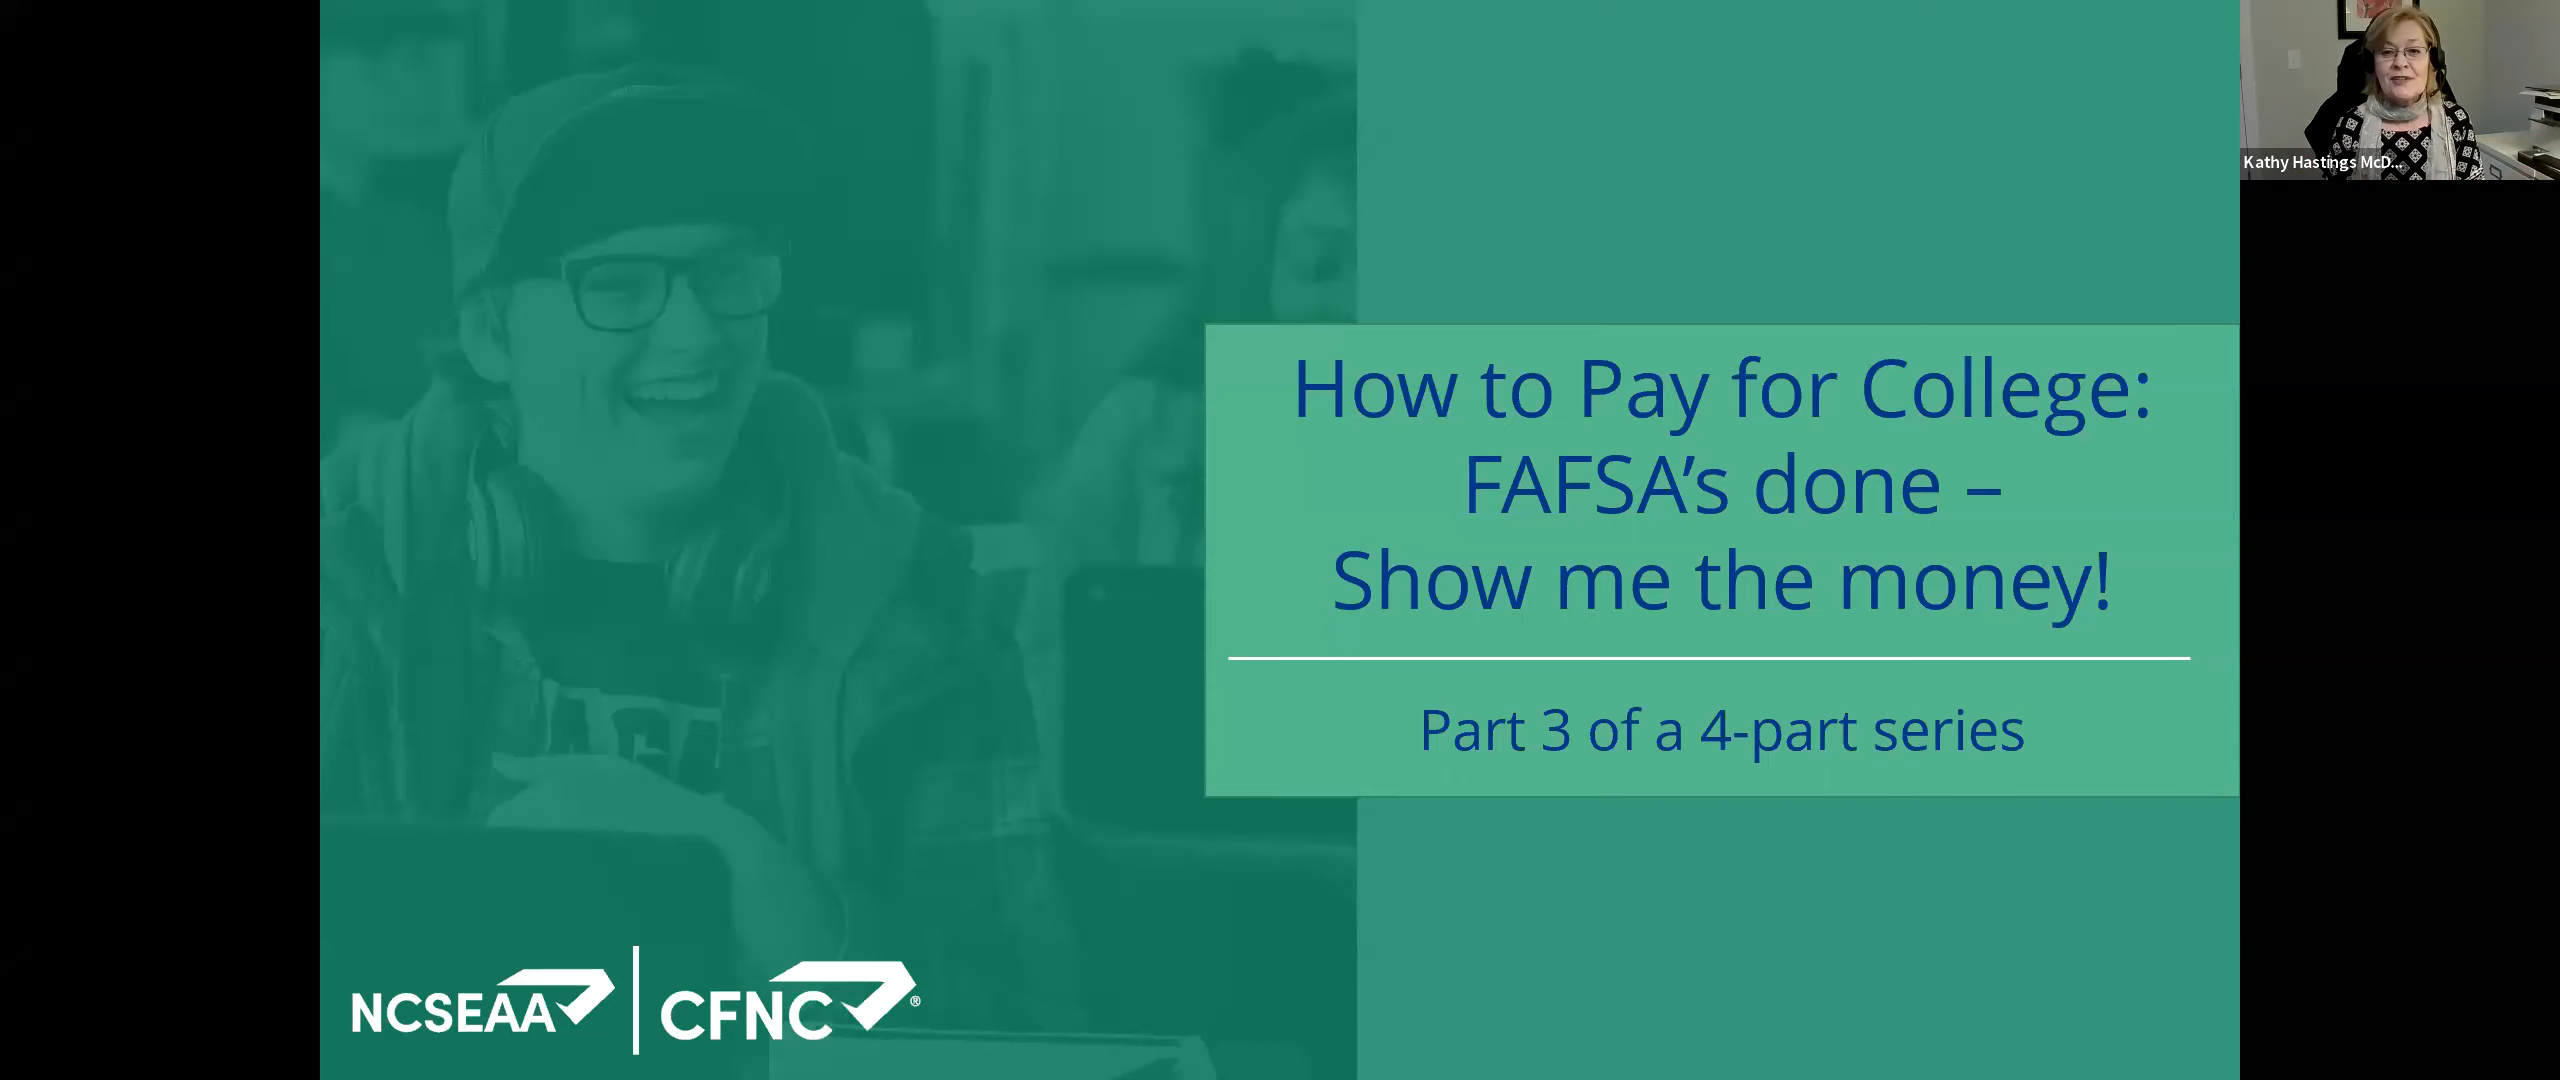 How to Pay for College:
FAFSA’s done –
Show me the money!
Part 3 of a 4-part series
NCSEAA
CFNC®
Kathy Hastings McD...